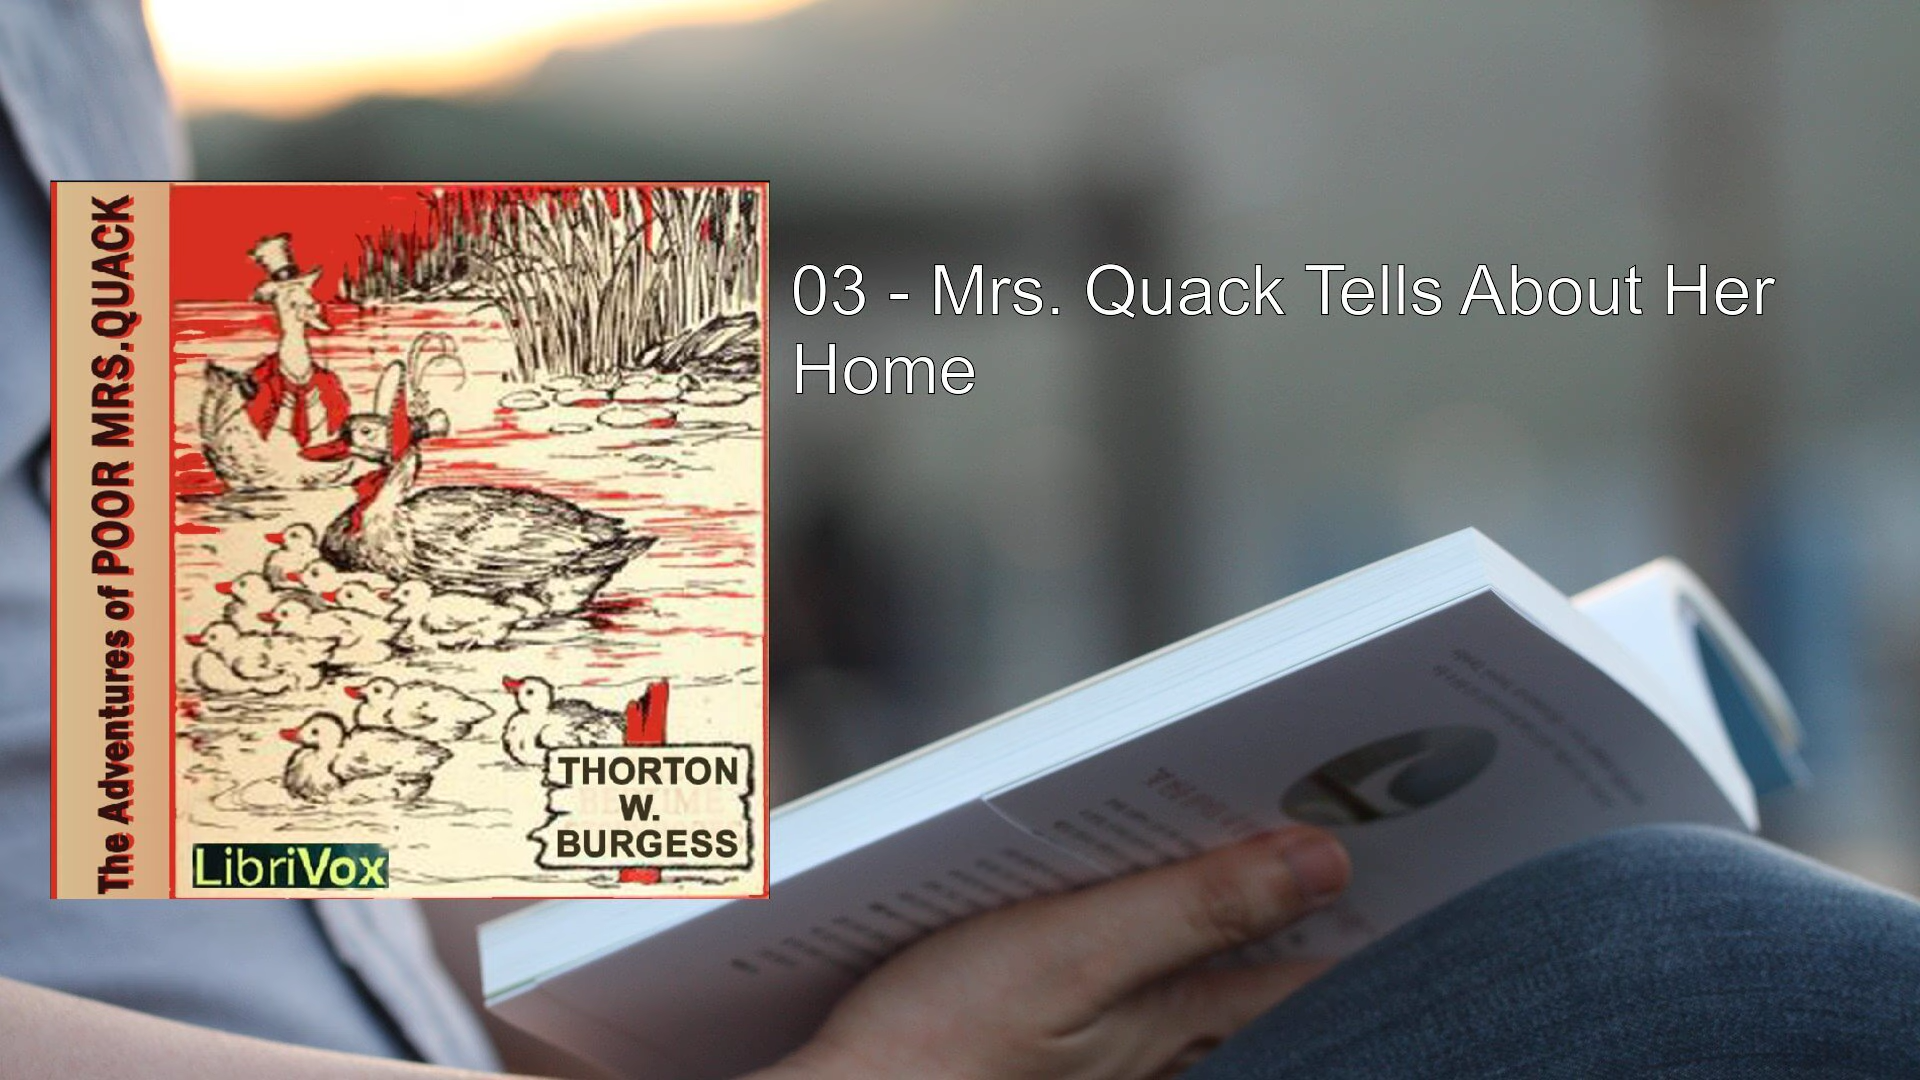 The Adventures of POOR MRS.QUACK
THORTON
W.
BURGESS
LibriVox
03 - Mrs. Quack Tells About Her
Home